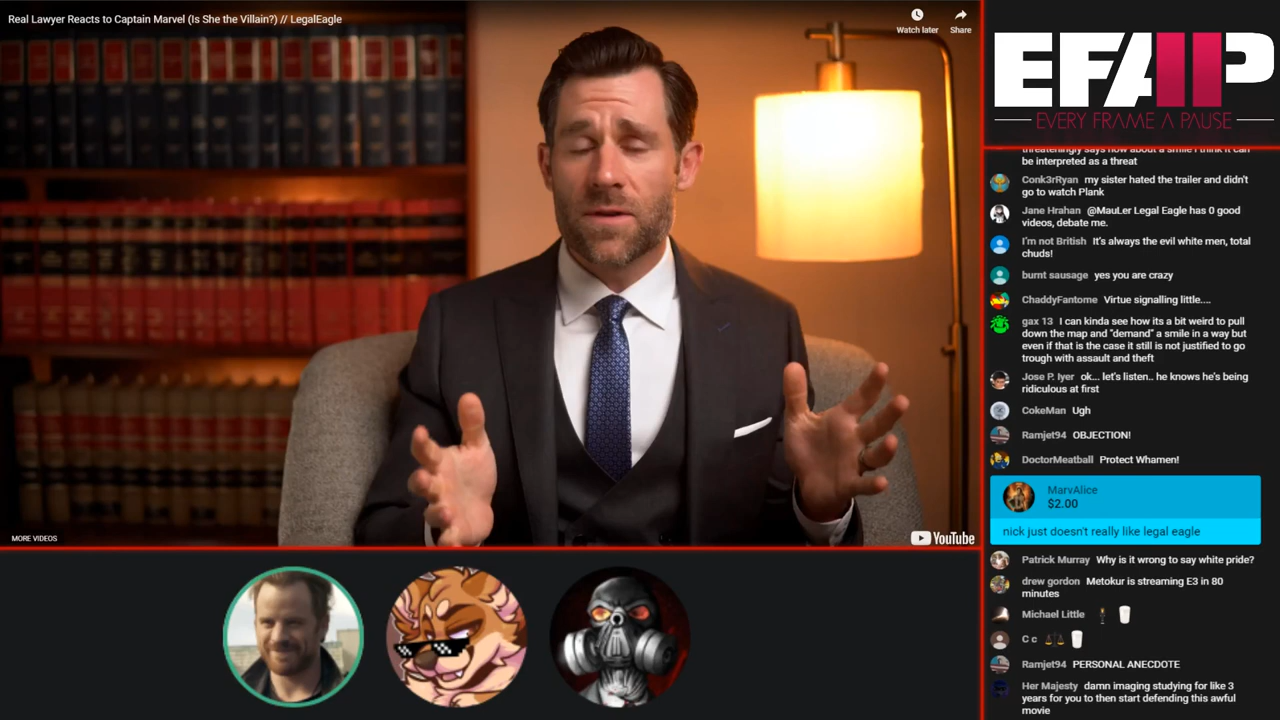 Real Lawyer Reacts to Captain Marvel (Is She the Villain?) // LegalEagle
Watch later
Share
MORE VIDEOS
YouTube
EFAP
EVERY FRAME A PAUSE
threateningly says how about a smile I think it can
be interpreted as a threat
Conk3rRyan my sister hated the trailer and didn't
go to watch Plank
Jane Hrahan @MauLer Legal Eagle has 0 good
videos, debate me.
I'm not British It's always the evil white men, total
chuds!
burnt sausage yes you are crazy
ChaddyFantome Virtue signalling little....
gax 13 I can kinda see how its a bit weird to pull
down the map and "demand" a smile in a way but
even if that is the case it still is not justified to go
trough with assault and theft
Jose P. Iyer ok... let's listen.. he knows he's being
ridiculous at first
CokeMan Ugh
Ramjet94 OBJECTION!
DoctorMeatball Protect Whamen!
MarvAlice
$2.00
nick just doesn't really like legal eagle
Patrick Murray Why is it wrong to say white pride?
drew gordon Metokur is streaming E3 in 80
minutes
Michael Little
C c
Ramjet94 PERSONAL ANECDOTE
Her Majesty damn imaging studying for like 3
years for you to then start defending this awful
movie